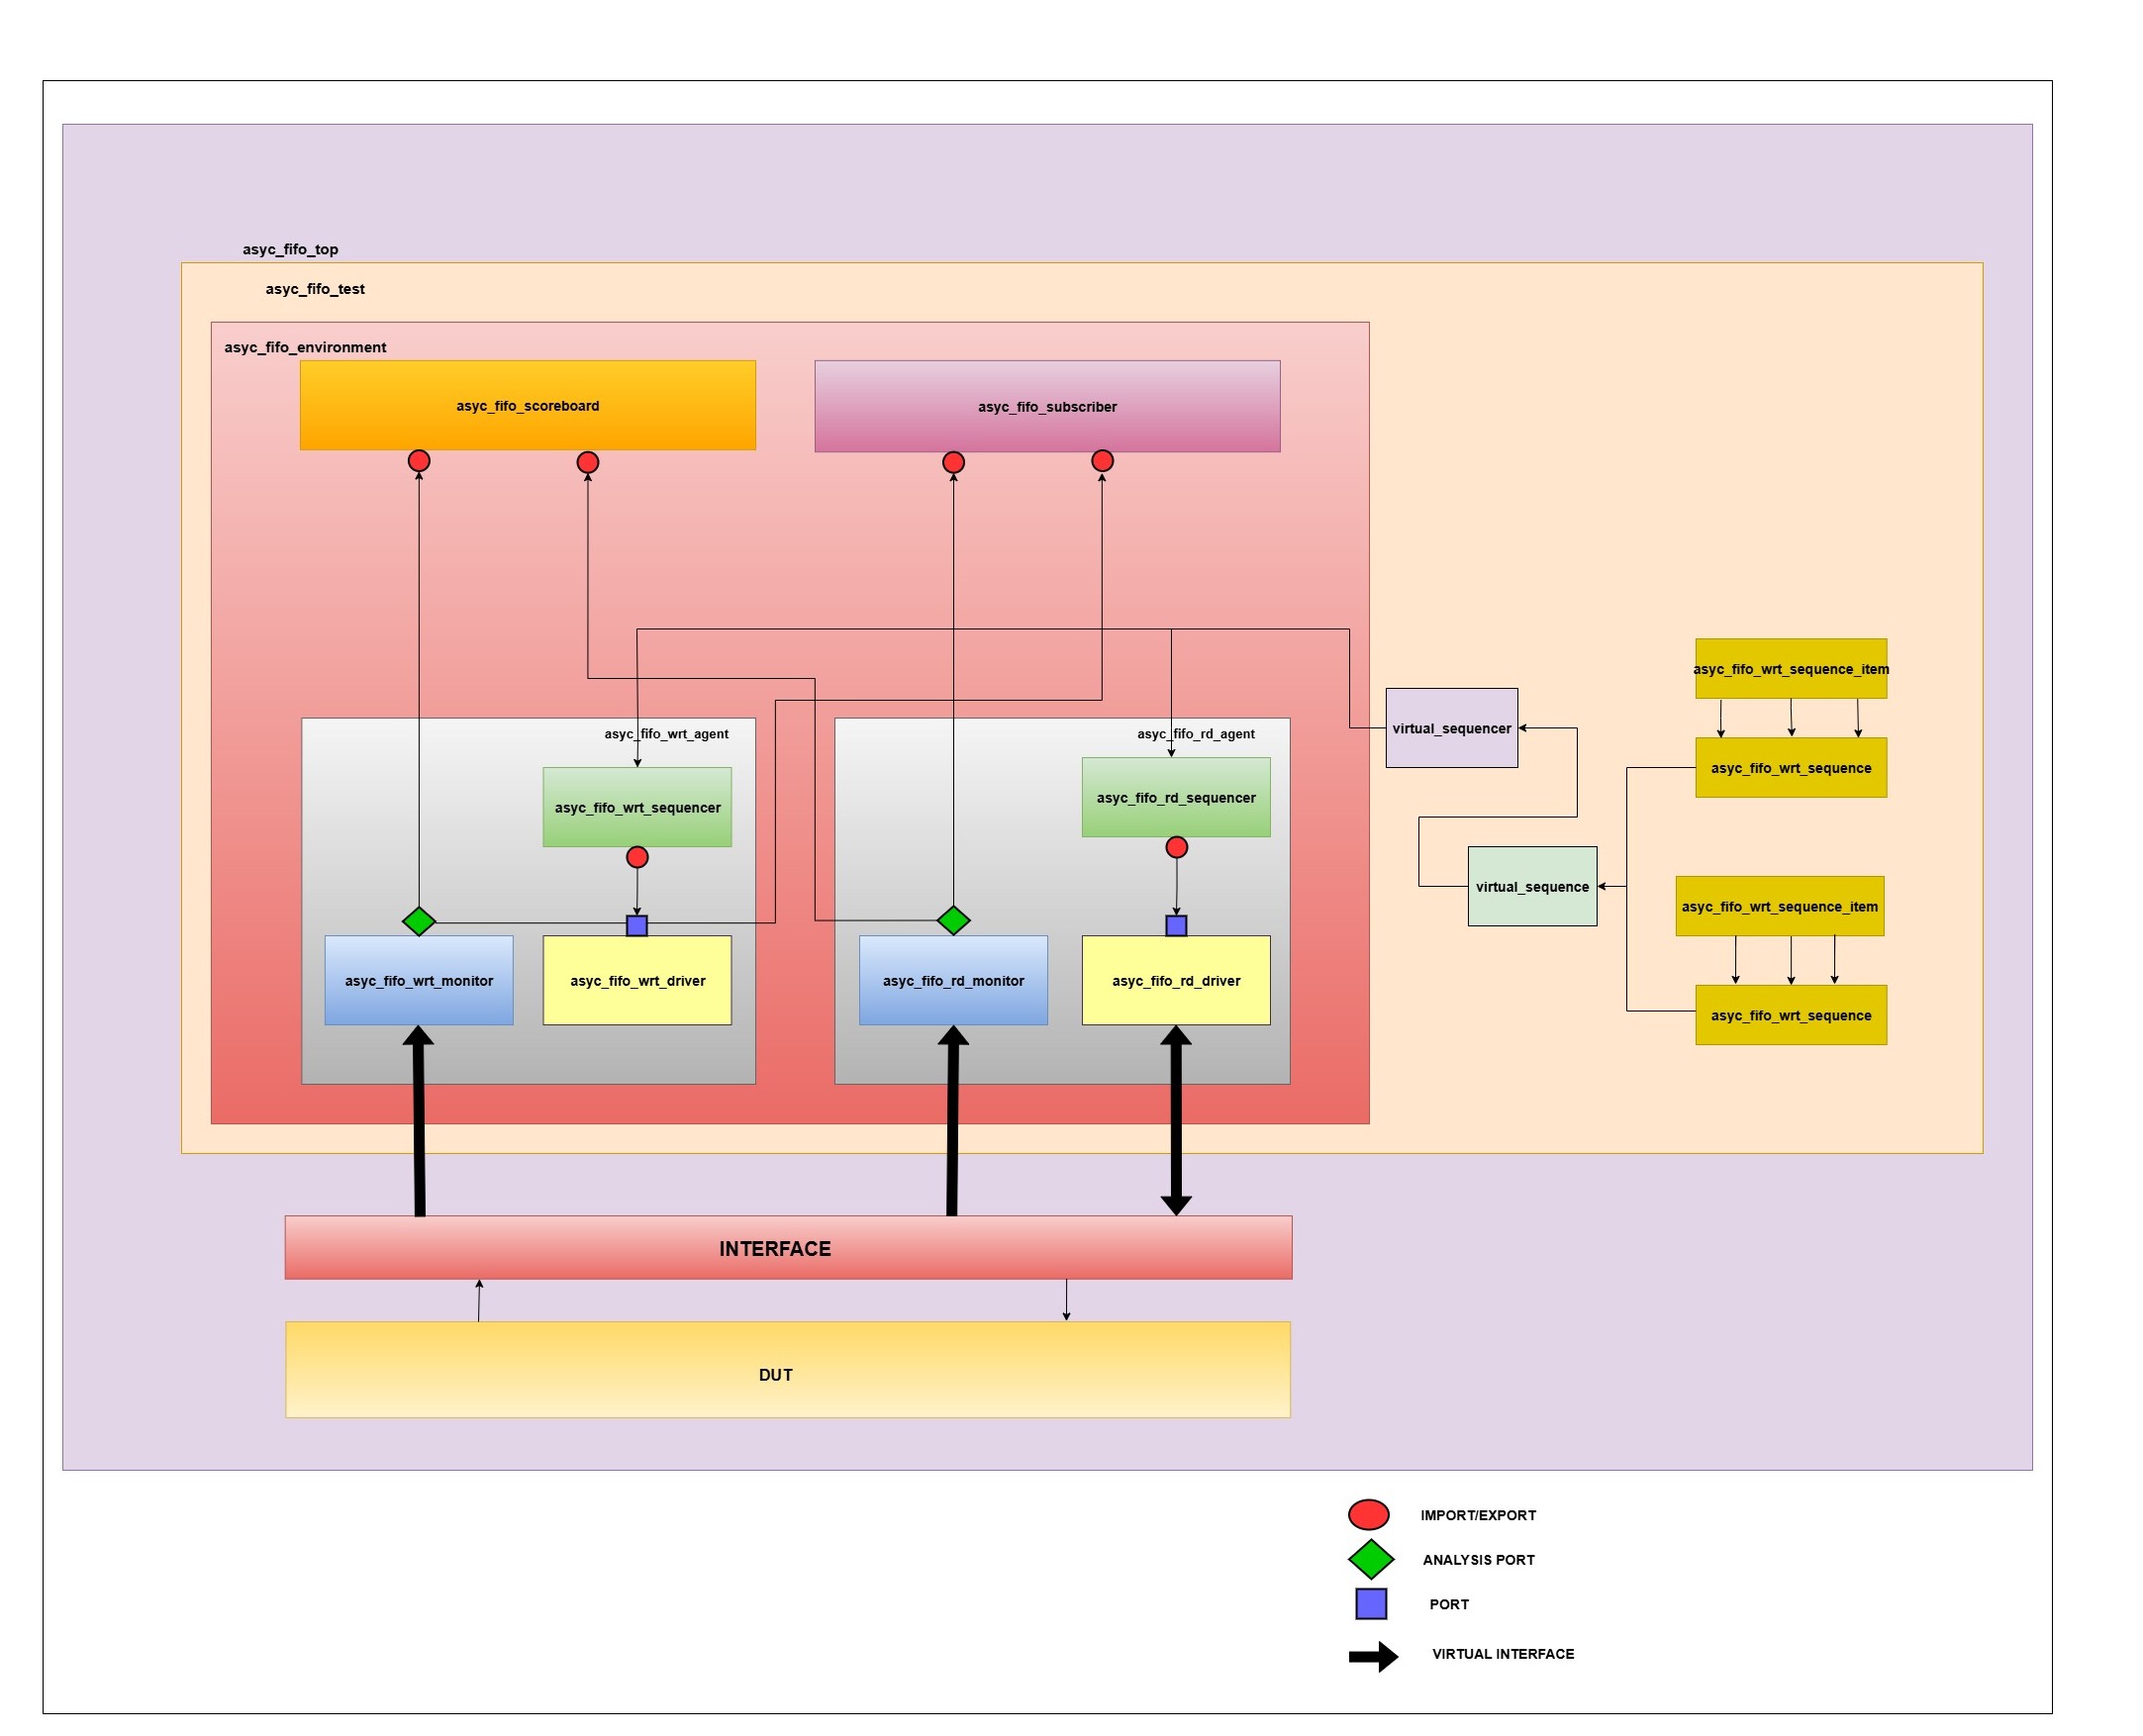 asyc_fifo_top
asyc_fifo_test
asyc_fifo_environment
asyc_fifo_scoreboard
asyc_fifo_subscriber
asyc_fifo_wrt_sequence_item
virtual_sequencer
asyc_fifo_wrt_agent
asyc_fifo_rd_agent
asyc_fifo_wrt_sequence
asyc_fifo_wrt_sequencer
asyc_fifo_rd_sequencer
virtual_sequence
asyc_fifo_wrt_sequence_item
asyc_fifo_wrt_monitor
asyc_fifo_wrt_driver
asyc_fifo_rd_monitor
asyc_fifo_rd_driver
asyc_fifo_wrt_sequence
INTERFACE
DUT
IMPORT/EXPORT
ANALYSIS PORT
PORT
VIRTUAL INTERFACE